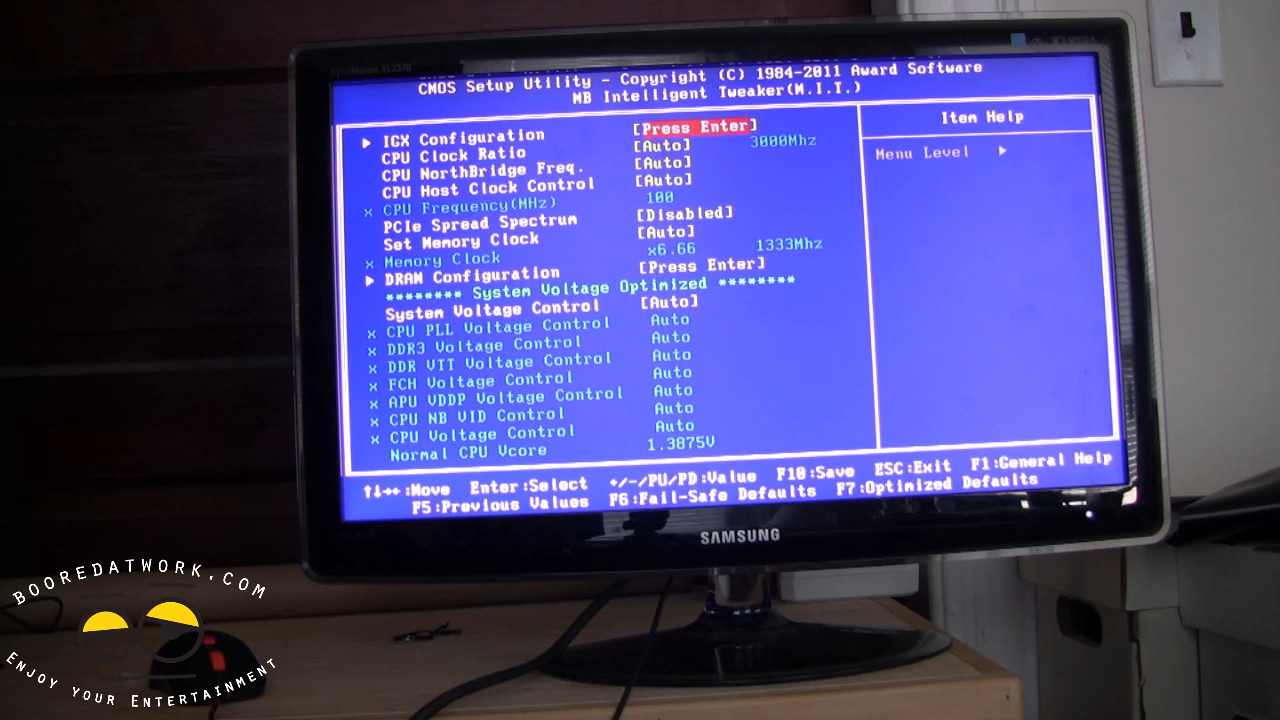 SyncMaster XL2370
MEGA
CMOS Setup Utility - Copyright (C) 1984-2011 Award Software
MB Intelligent Tweaker(M.I.T.)
IGX Configuration [Press Enter]
CPU Clock Ratio [Auto] 3000Mhz
CPU NorthBridge Freq. [Auto]
CPU Host Clock Control [Auto]
x CPU Frequency(MHz) 100
PCIe Spread Spectrum [Disabled]
Set Memory Clock [Auto]
x Memory Clock x6.66 1333Mhz
DRAM Configuration [Press Enter]
******** System Voltage Optimized ********
System Voltage Control [Auto]
x CPU PLL Voltage Control Auto
x DDR3 Voltage Control Auto
x DDR VTT Voltage Control Auto
x FCH Voltage Control Auto
x APU VDDP Voltage Control Auto
x CPU NB VID Control Auto
x CPU Voltage Control Auto
Normal CPU Vcore 1.3875V
Item Help
Menu Level ▶
↑↓→←:Move Enter:Select +/-/PU/PD:Value F10:Save ESC:Exit F1:General Help
F5:Previous Values F6:Fail-Safe Defaults F7:Optimized Defaults
SAMSUNG
BOOREDATWORK.COM
ENJOY YOUR ENTERTAINMENT